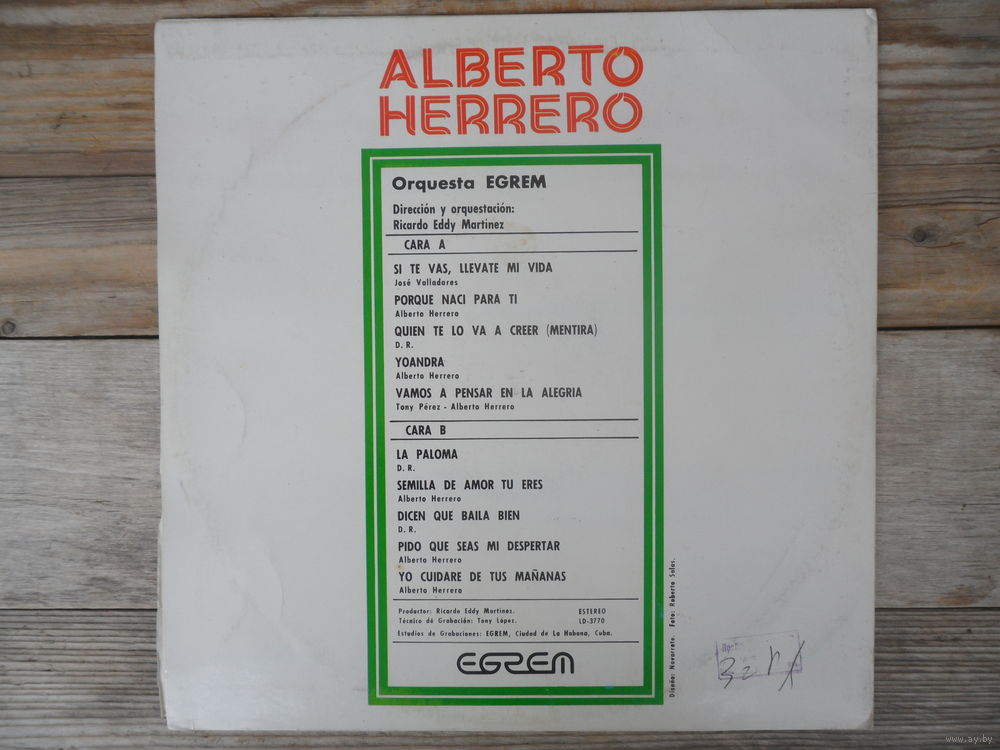 ALBERTO
HERRERO
Orquesta EGREM
Dirección y orquestación:
Ricardo Eddy Martinez
CARA A
SI TE VAS, LLEVATE MI VIDA
José Valladares
PORQUE NACI PARA TI
Alberto Herrero
QUIEN TE LO VA A CREER (MENTIRA)
D. R.
YOANDRA
Alberto Herrero
VAMOS A PENSAR EN LA ALEGRIA
Tony Pérez - Alberto Herrero
CARA B
LA PALOMA
D. R.
SEMILLA DE AMOR TU ERES
Alberto Herrero
DICEN QUE BAILA BIEN
D. R.
PIDO QUE SEAS MI DESPERTAR
Alberto Herrero
YO CUIDARE DE TUS MAÑANAS
Alberto Herrero
Productor: Ricardo Eddy Martinez. ESTEREO
Técnico de Grabación: Tony López. LD-3770
Estudios de Grabaciones: EGREM, Ciudad de La Habana, Cuba.
EGREM
Diseño: Navarrete. Foto: Roberto Salas.
www.ay.by